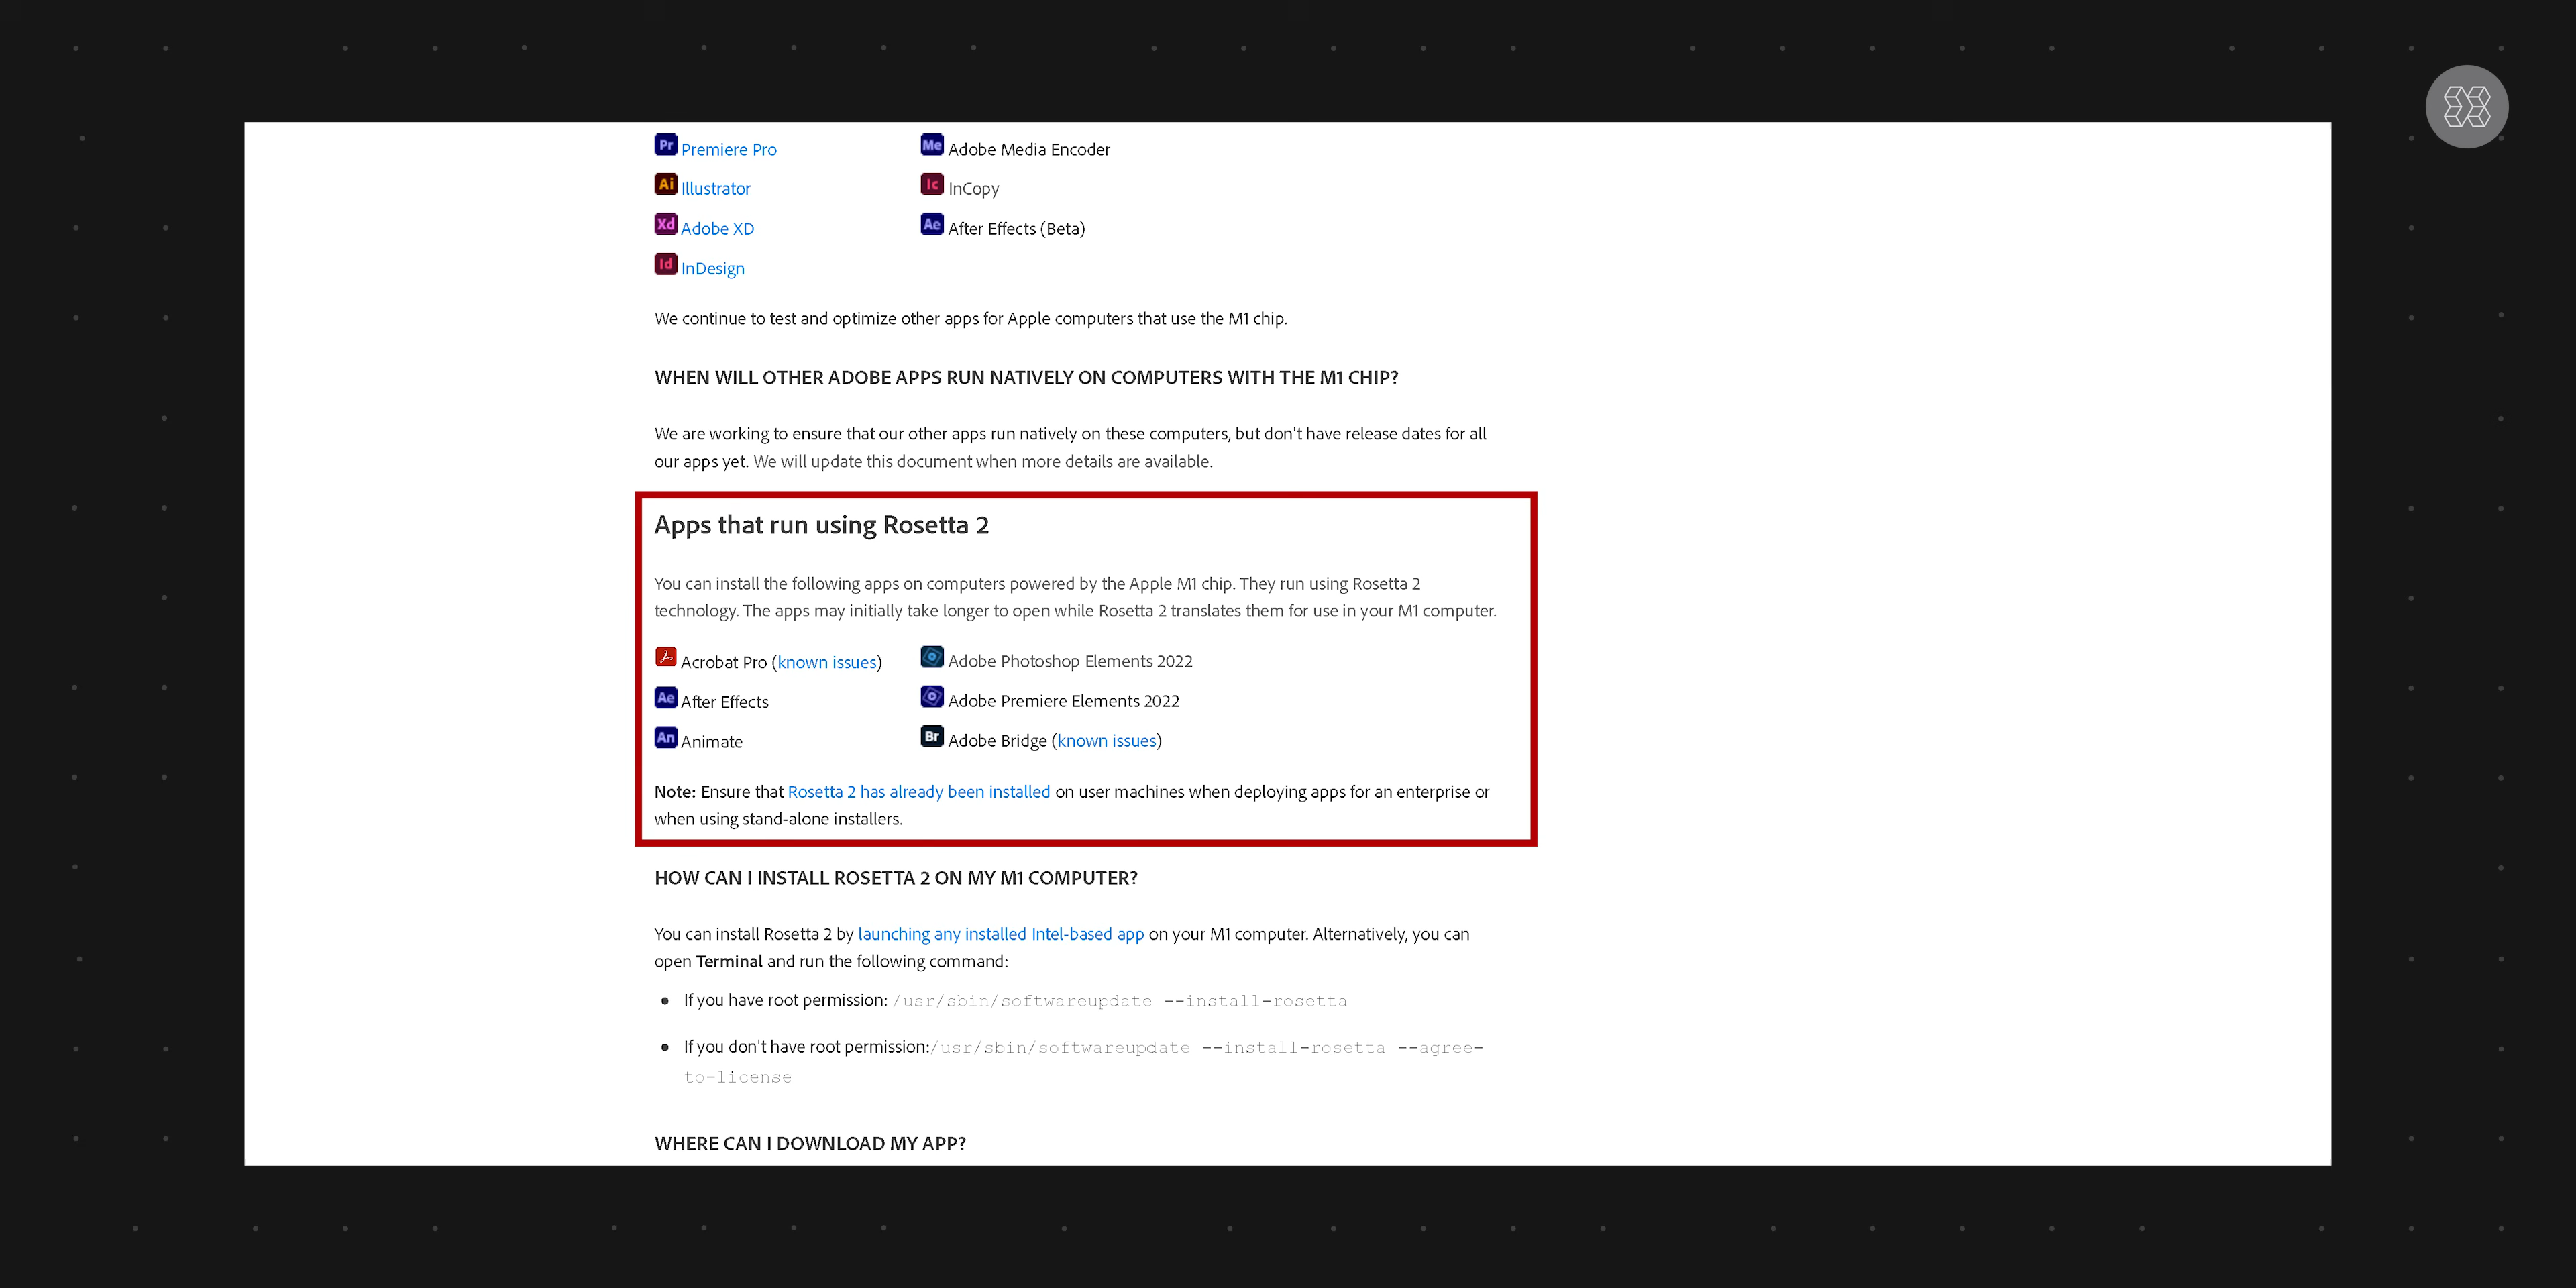 Pr Premiere Pro
Me Adobe Media Encoder
Ai Illustrator
Ic InCopy
Xd Adobe XD
Ae After Effects (Beta)
Id InDesign
We continue to test and optimize other apps for Apple computers that use the M1 chip.
WHEN WILL OTHER ADOBE APPS RUN NATIVELY ON COMPUTERS WITH THE M1 CHIP?
We are working to ensure that our other apps run natively on these computers, but don't have release dates for all
our apps yet. We will update this document when more details are available.
Apps that run using Rosetta 2
You can install the following apps on computers powered by the Apple M1 chip. They run using Rosetta 2
technology. The apps may initially take longer to open while Rosetta 2 translates them for use in your M1 computer.
Acrobat Pro (known issues)
Adobe Photoshop Elements 2022
Ae After Effects
Adobe Premiere Elements 2022
An Animate
Br Adobe Bridge (known issues)
Note: Ensure that Rosetta 2 has already been installed on user machines when deploying apps for an enterprise or
when using stand-alone installers.
HOW CAN I INSTALL ROSETTA 2 ON MY M1 COMPUTER?
You can install Rosetta 2 by launching any installed Intel-based app on your M1 computer. Alternatively, you can
open Terminal and run the following command:
• If you have root permission: /usr/sbin/softwareupdate --install-rosetta
• If you don't have root permission:/usr/sbin/softwareupdate --install-rosetta --agree-
to-license
WHERE CAN I DOWNLOAD MY APP?